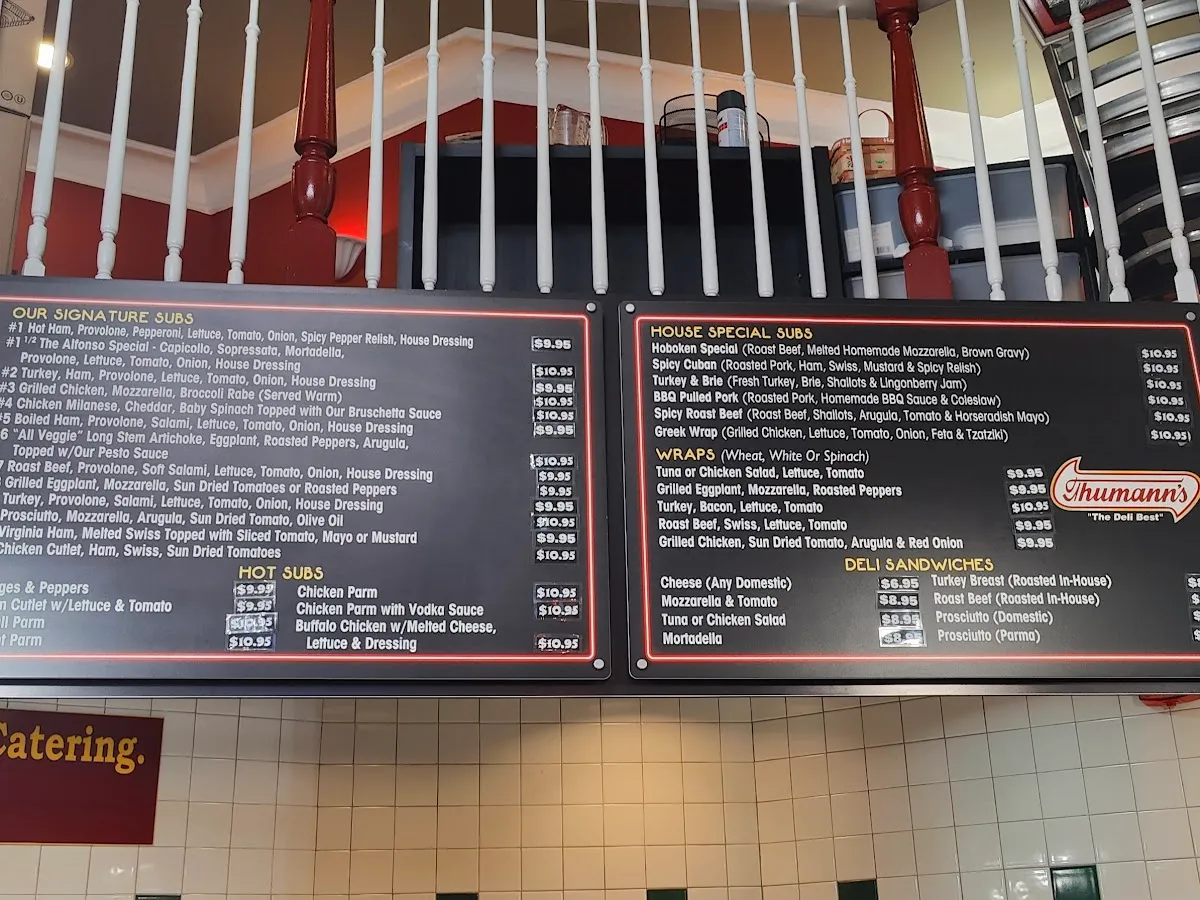 OUR SIGNATURE SUBS
#1 Hot Ham, Provolone, Pepperoni, Lettuce, Tomato, Onion, Spicy Pepper Relish, House Dressing $9.95
#1 1/2 The Alfonso Special - Capicollo, Sopressata, Mortadella,
Provolone, Lettuce, Tomato, Onion, House Dressing $10.95
#2 Turkey, Ham, Provolone, Lettuce, Tomato, Onion, House Dressing $9.95
#3 Grilled Chicken, Mozzarella, Broccoli Rabe (Served Warm) $10.95
#4 Chicken Milanese, Cheddar, Baby Spinach Topped with Our Bruschetta Sauce $10.95
#5 Boiled Ham, Provolone, Salami, Lettuce, Tomato, Onion, House Dressing $9.95
6 "All Veggie" Long Stem Artichoke, Eggplant, Roasted Peppers, Arugula,
Topped w/Our Pesto Sauce $10.95
7 Roast Beef, Provolone, Soft Salami, Lettuce, Tomato, Onion, House Dressing $9.95
Grilled Eggplant, Mozzarella, Sun Dried Tomatoes or Roasted Peppers $9.95
Turkey, Provolone, Salami, Lettuce, Tomato, Onion, House Dressing $9.95
Prosciutto, Mozzarella, Arugula, Sun Dried Tomato, Olive Oil $10.95
Virginia Ham, Melted Swiss Topped with Sliced Tomato, Mayo or Mustard $9.95
Chicken Cutlet, Ham, Swiss, Sun Dried Tomatoes $10.95
HOT SUBS
& Peppers $9.95
Cutlet w/Lettuce & Tomato $9.95
Parm $10.95
Parm $10.95
Chicken Parm $10.95
Chicken Parm with Vodka Sauce $10.95
Buffalo Chicken w/Melted Cheese,
Lettuce & Dressing $10.95
HOUSE SPECIAL SUBS
Hoboken Special (Roast Beef, Melted Homemade Mozzarella, Brown Gravy) $10.95
Spicy Cuban (Roasted Pork, Ham, Swiss, Mustard & Spicy Relish) $10.95
Turkey & Brie (Fresh Turkey, Brie, Shallots & Lingonberry Jam) $10.95
BBQ Pulled Pork (Roasted Pork, Homemade BBQ Sauce & Coleslaw) $10.95
Spicy Roast Beef (Roast Beef, Shallots, Arugula, Tomato & Horseradish Mayo) $10.95
Greek Wrap (Grilled Chicken, Lettuce, Tomato, Onion, Feta & Tzatziki) $10.95
WRAPS (Wheat, White Or Spinach)
Tuna or Chicken Salad, Lettuce, Tomato $9.95
Grilled Eggplant, Mozzarella, Roasted Peppers $9.95
Turkey, Bacon, Lettuce, Tomato $10.95
Roast Beef, Swiss, Lettuce, Tomato $9.95
Grilled Chicken, Sun Dried Tomato, Arugula & Red Onion $9.95
Thumann's
"The Deli Best"
DELI SANDWICHES
Cheese (Any Domestic) $6.95
Mozzarella & Tomato $8.95
Tuna or Chicken Salad $8.95
Mortadella $8.95
Turkey Breast (Roasted In-House)
Roast Beef (Roasted In-House)
Prosciutto (Domestic)
Prosciutto (Parma)
Catering.